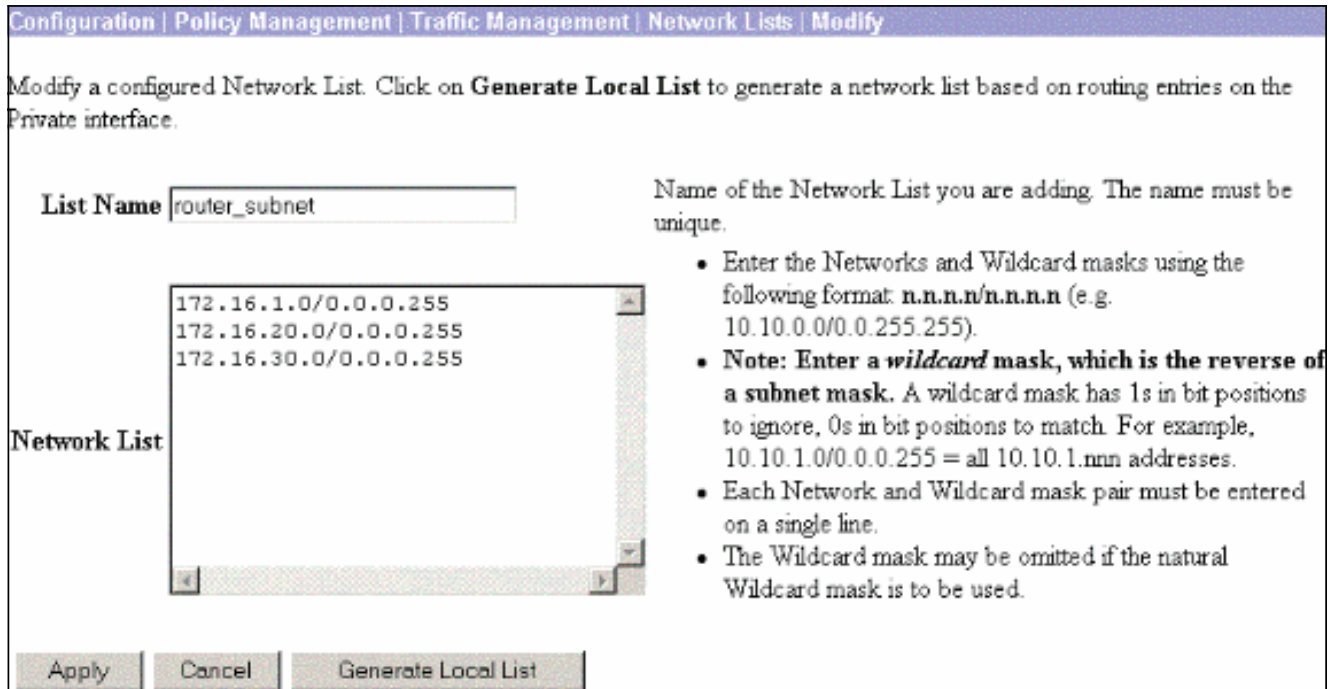 Configuration | Policy Management | Traffic Management | Network Lists | Modify
Modify a configured Network List. Click on Generate Local List to generate a network list based on routing entries on the
Private interface.
List Name router_subnet
Name of the Network List you are adding. The name must be
unique.
Network List
172.16.1.0/0.0.0.255
172.16.20.0/0.0.0.255
172.16.30.0/0.0.0.255
• Enter the Networks and Wildcard masks using the
following format: n.n.n.n/n.n.n.n (e.g.
10.10.0.0/0.0.255.255).
• Note: Enter a wildcard mask, which is the reverse of
a subnet mask. A wildcard mask has 1s in bit positions
to ignore, 0s in bit positions to match. For example,
10.10.1.0/0.0.0.255 = all 10.10.1.nnn addresses.
• Each Network and Wildcard mask pair must be entered
on a single line.
• The Wildcard mask may be omitted if the natural
Wildcard mask is to be used.
Apply Cancel Generate Local List